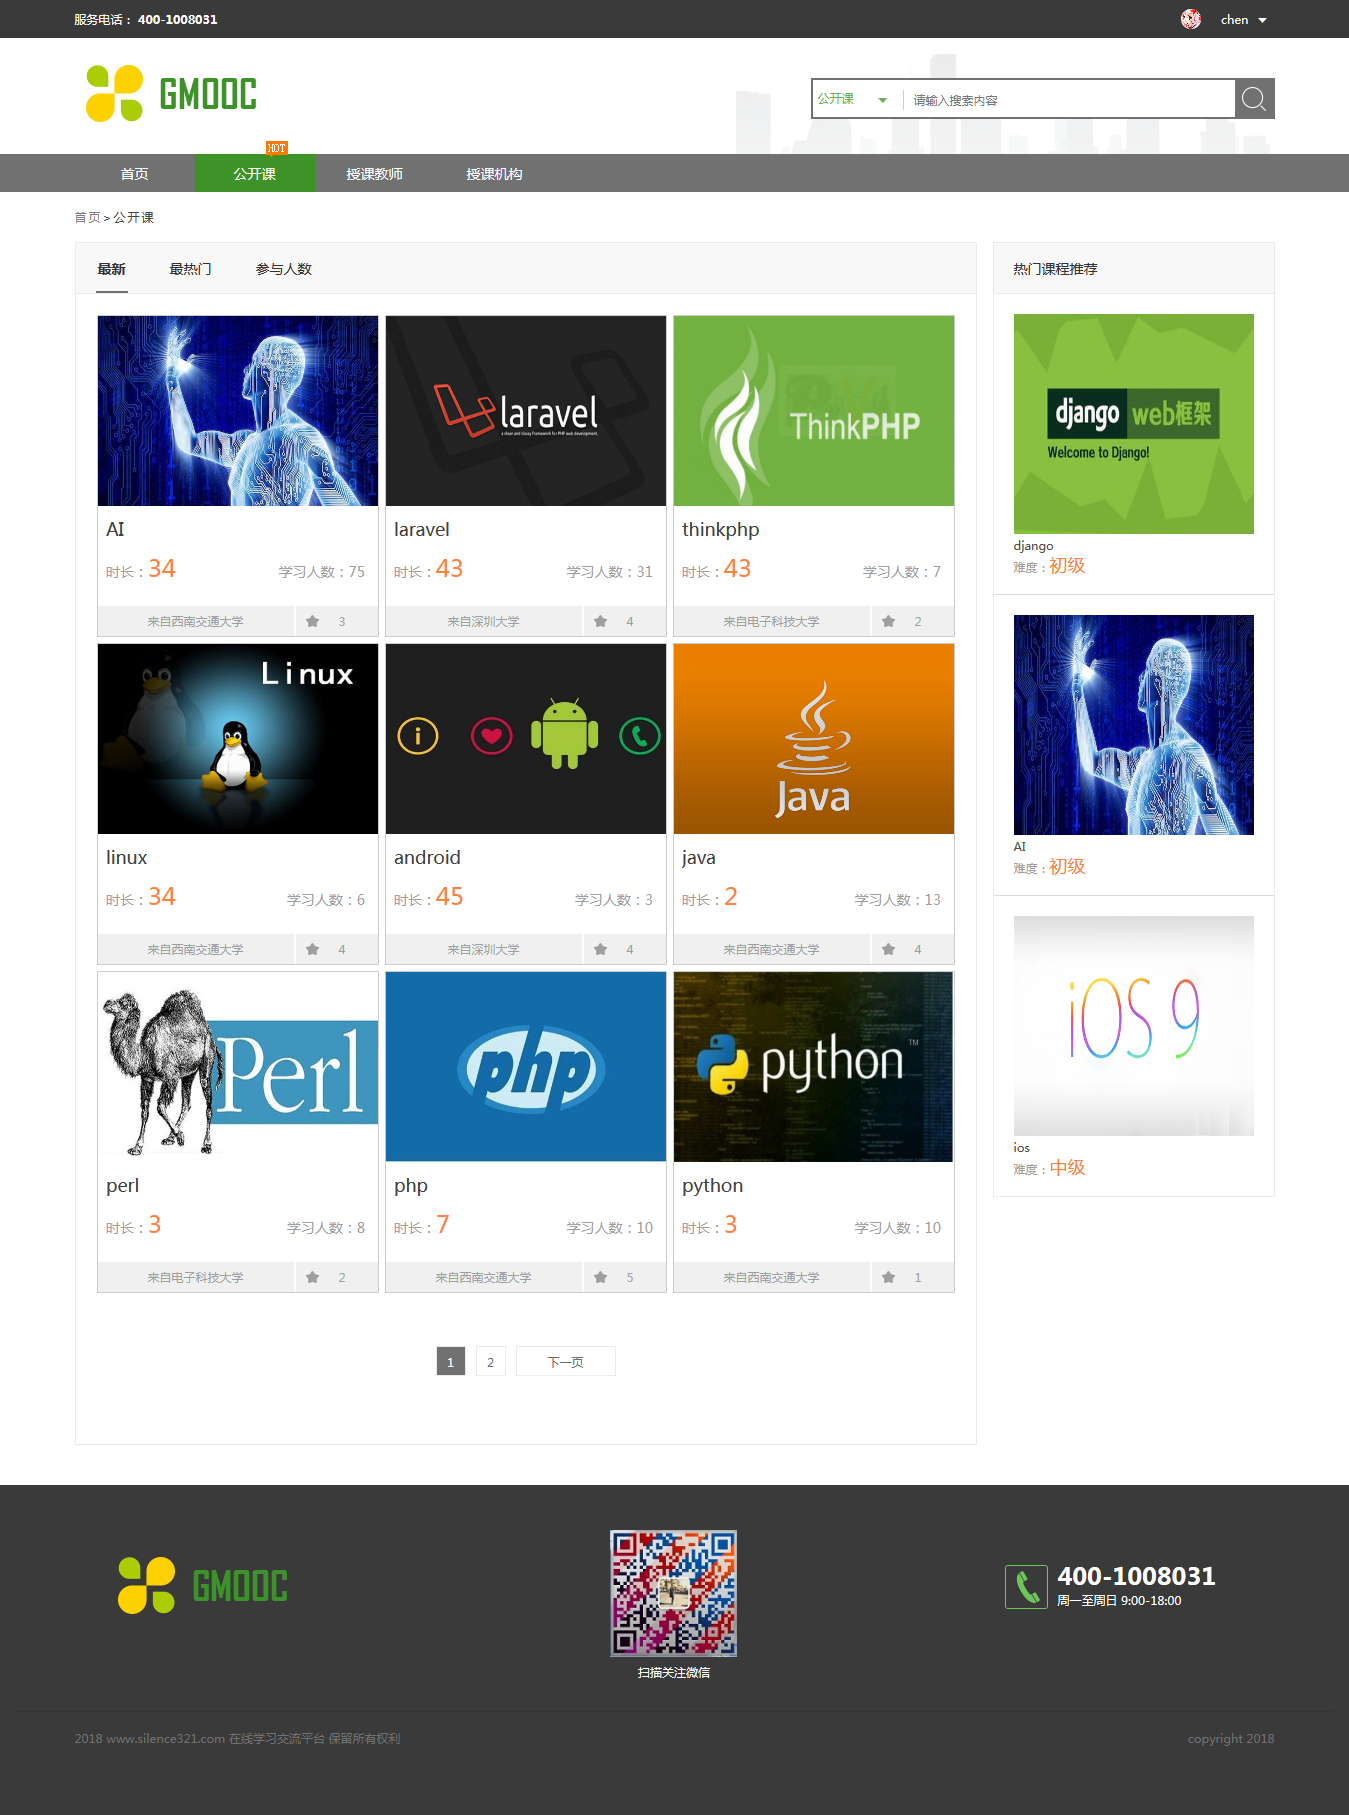 服务电话： 400-1008031
chen
GMOOC
公开课
请输入搜索内容
HOT
首页
公开课
授课教师
授课机构
首页 > 公开课
最新
最热门
参与人数
laravel
a clean and classy framework for PHP web development.
ThinkPHP
AI
时长：34
学习人数：75
来自西南交通大学
3
laravel
时长：43
学习人数：31
来自深圳大学
4
thinkphp
时长：43
学习人数：7
来自电子科技大学
2
Linux
i
Java
linux
时长：34
学习人数：6
来自西南交通大学
4
android
时长：45
学习人数：3
来自深圳大学
4
java
时长：2
学习人数：13
来自西南交通大学
4
Perl
php
python TM
perl
时长：3
学习人数：8
来自电子科技大学
2
php
时长：7
学习人数：10
来自西南交通大学
5
python
时长：3
学习人数：10
来自西南交通大学
1
1
2
下一页
热门课程推荐
django web框架
Welcome to Django!
django
难度：初级
AI
难度：初级
iOS 9
ios
难度：中级
GMOOC
扫描关注微信
400-1008031
周一至周日 9:00-18:00
2018 www.silence321.com 在线学习交流平台 保留所有权利
copyright 2018